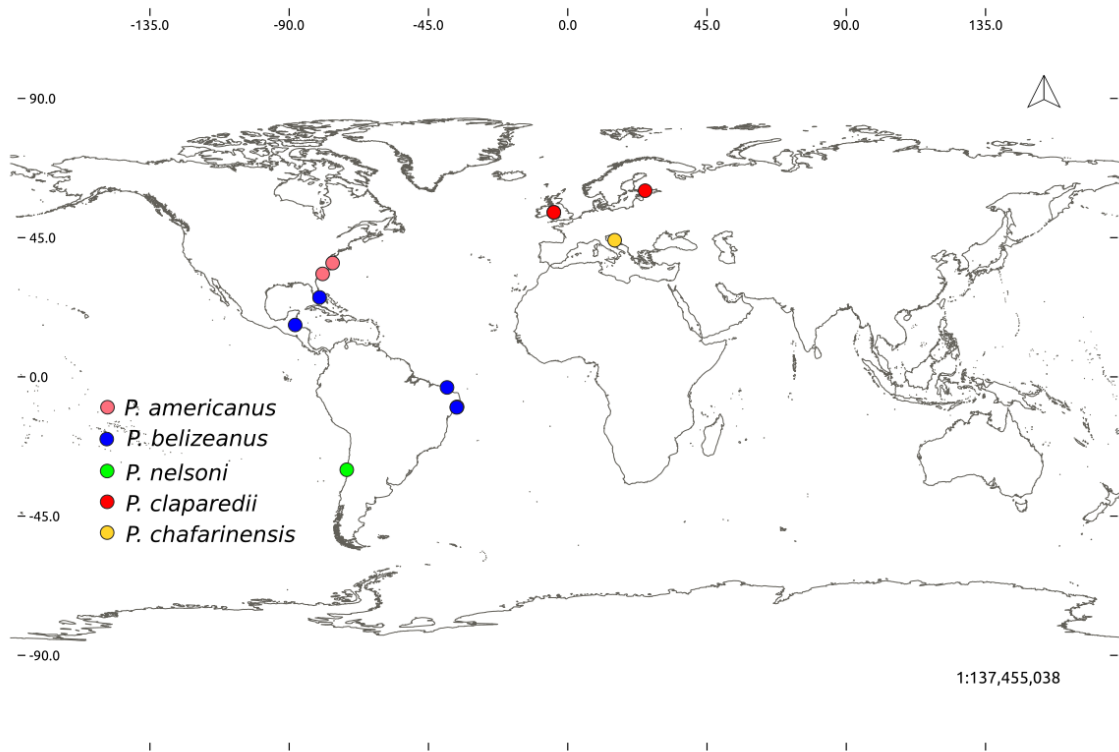 -135.0 -90.0 -45.0 0.0 45.0 90.0 135.0
90.0
45.0
0.0
P. americanus
P. belizeanus
P. nelsoni
P. claparedii
-45.0
P. chafarinensis
-90.0
1:137,455,038